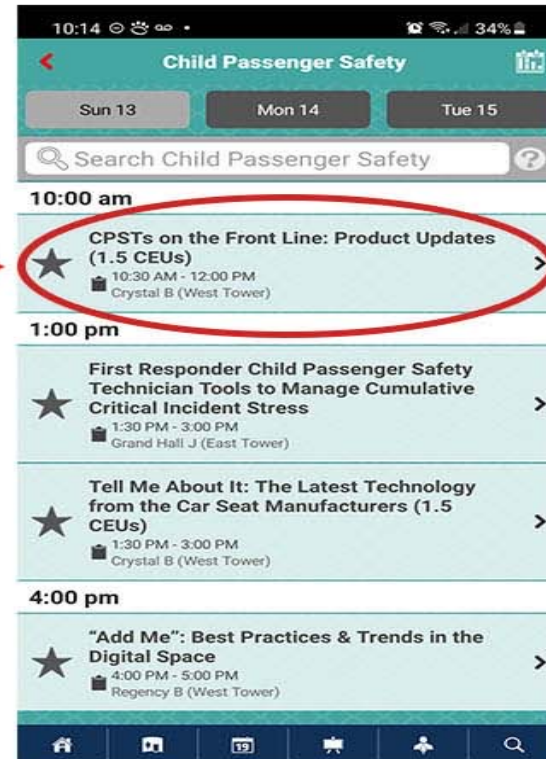 10:14
34%
Child Passenger Safety
Sun 13
Mon 14
Tue 15
Search Child Passenger Safety
?
10:00 am
CPSTs on the Front Line: Product Updates
(1.5 CEUs)
10:30 AM - 12:00 PM
Crystal B (West Tower)
1:00 pm
First Responder Child Passenger Safety
Technician Tools to Manage Cumulative
Critical Incident Stress
1:30 PM - 3:00 PM
Grand Hall J (East Tower)
Tell Me About It: The Latest Technology
from the Car Seat Manufacturers (1.5
CEUs)
1:30 PM - 3:00 PM
Crystal B (West Tower)
4:00 pm
“Add Me”: Best Practices & Trends in the
Digital Space
4:00 PM - 5:00 PM
Regency B (West Tower)
19